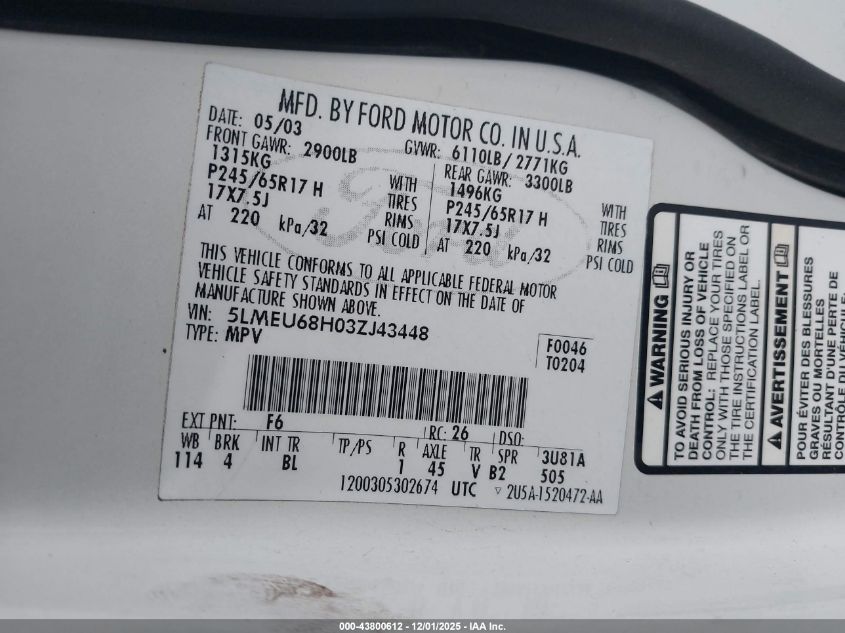 MFD. BY FORD MOTOR CO. IN U.S.A.
DATE: 05/03 GVWR: 6110LB/ 2771KG
FRONT GAWR: 2900LB REAR GAWR: 3300LB
1315KG WITH 1496KG WITH
P245/65R17 H TIRES P245/65R17 H TIRES
17X7.5J RIMS 17X7.5J RIMS
AT 220 kPa/32 PSI COLD AT 220 kPa/32 PSI COLD
THIS VEHICLE CONFORMS TO ALL APPLICABLE FEDERAL MOTOR
VEHICLE SAFETY STANDARDS IN EFFECT ON THE DATE OF
MANUFACTURE SHOWN ABOVE.
VIN: 5LMEU68H03ZJ43448
TYPE: MPV
F0046
T0204
EXT PNT: F6 RC: 26 DSO:
WB BRK INT TR TP/PS R AXLE TR SPR 3U81A
114 4 BL 1 45 V B2 505
1200305302674 UTC 2U5A-1520472-AA
Ford
WARNING
TO AVOID SERIOUS INJURY OR
DEATH FROM LOSS OF VEHICLE
CONTROL: REPLACE YOUR TIRES
ONLY WITH THOSE SPECIFIED ON
THE TIRE INSTRUCTIONS LABEL OR
THE CERTIFICATION LABEL.
AVERTISSEMENT
POUR ÉVITER DES BLESSURES
GRAVES OU MORTELLES
RÉSULTANT D'UNE PERTE DE
CONTRÔLE DU VÉHICULE:
000-43800612 - 12/01/2025 - IAA Inc.